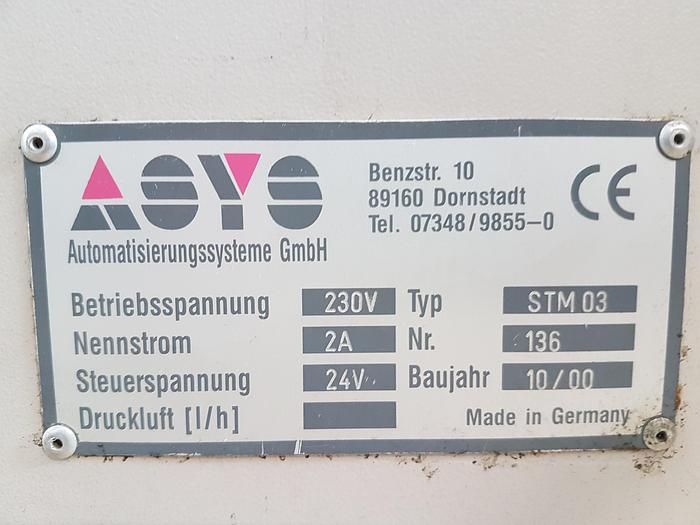 ASYS
Automatisierungssysteme GmbH
Benzstr. 10
89160 Dornstadt
Tel. 07348/9855-0
CE
Betriebsspannung 230V Typ STM 03
Nennstrom 2A Nr. 136
Steuerspannung 24V Baujahr 10/00
Druckluft [l/h] Made in Germany